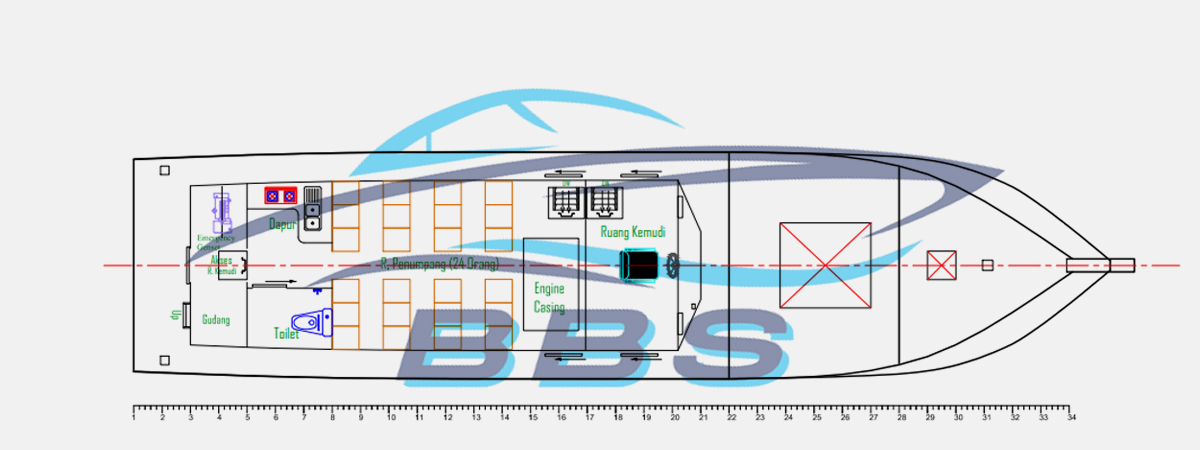 DN
DN
Dapur
Ruang Kemudi
Emergency
Genset
Akses
R. Kemudi
R. Penumpang (24 Orang)
Engine
Casing
Up
Gudang
Toilet
BBS
1 2 3 4 5 6 7 8 9 10 11 12 13 14 15 16 17 18 19 20 21 22 23 24 25 26 27 28 29 30 31 32 33 34